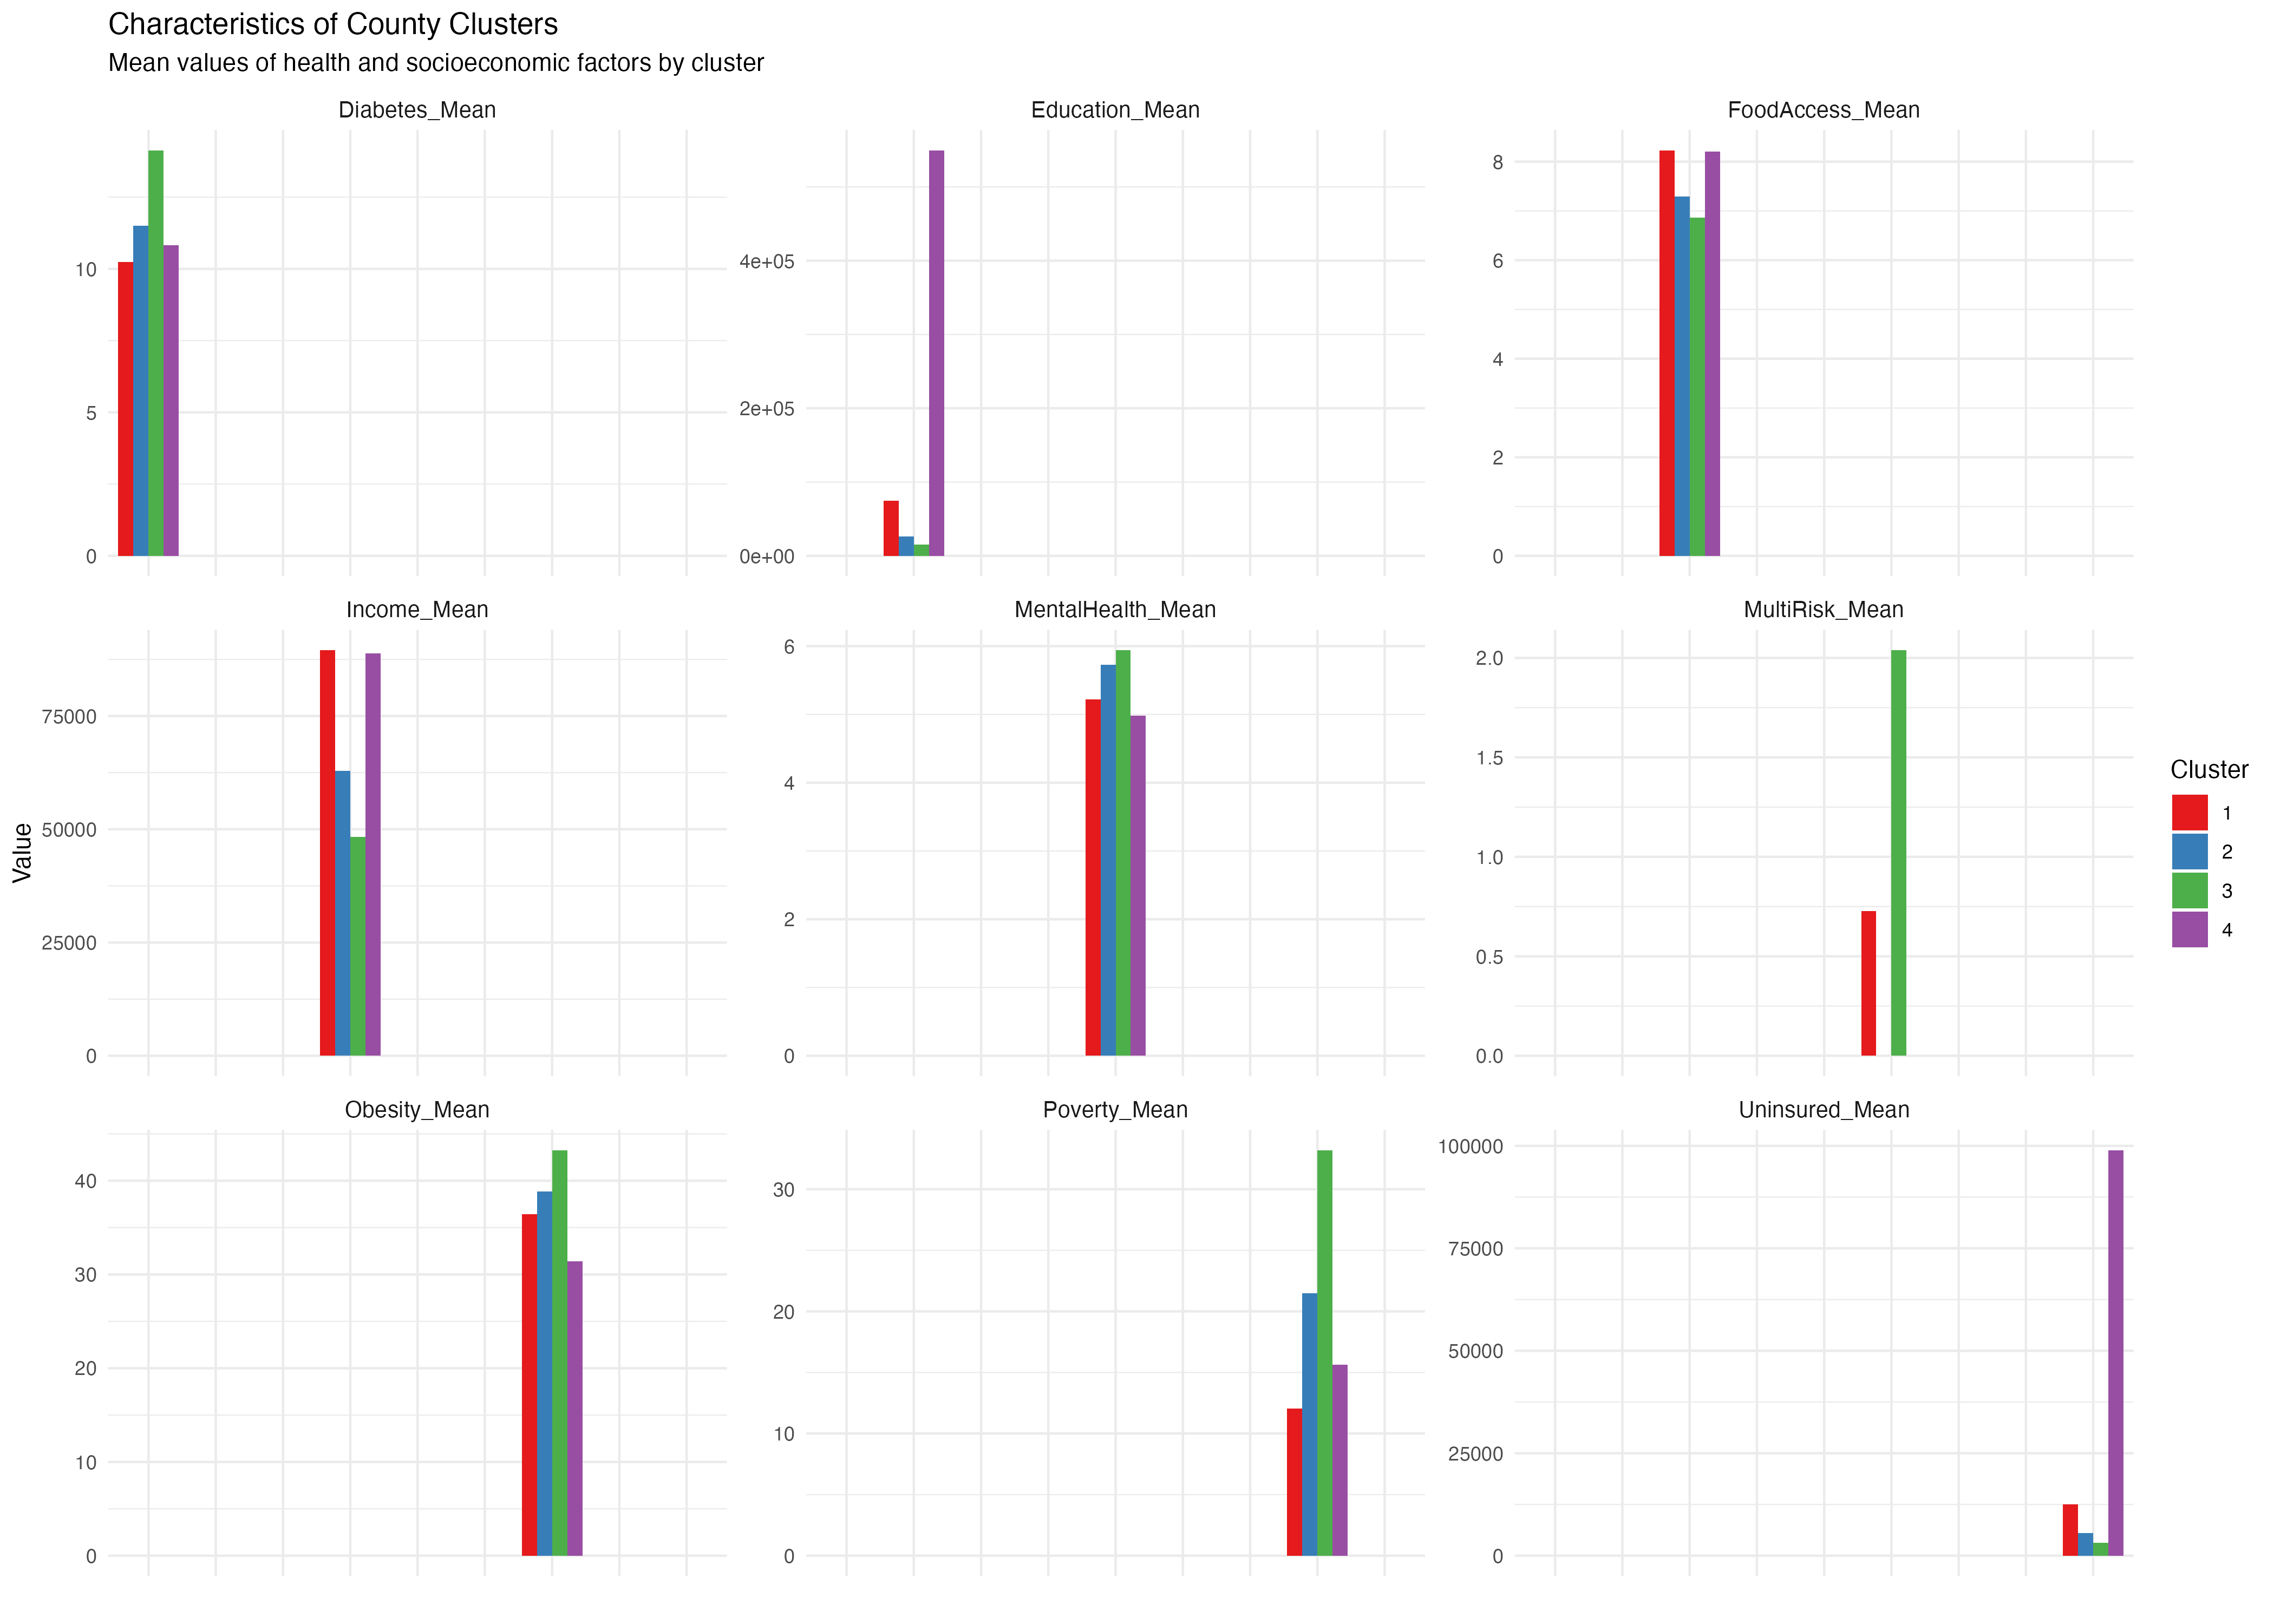 Characteristics of County Clusters
Mean values of health and socioeconomic factors by cluster
Diabetes_Mean
Education_Mean
FoodAccess_Mean
10
5
0
4e+05
2e+05
0e+00
8
6
4
2
0
Income_Mean
MentalHealth_Mean
MultiRisk_Mean
Value
75000
50000
25000
0
6
4
2
0
2.0
1.5
1.0
0.5
0.0
Obesity_Mean
Poverty_Mean
Uninsured_Mean
40
30
20
10
0
30
20
10
0
100000
75000
50000
25000
0
Cluster
1
2
3
4